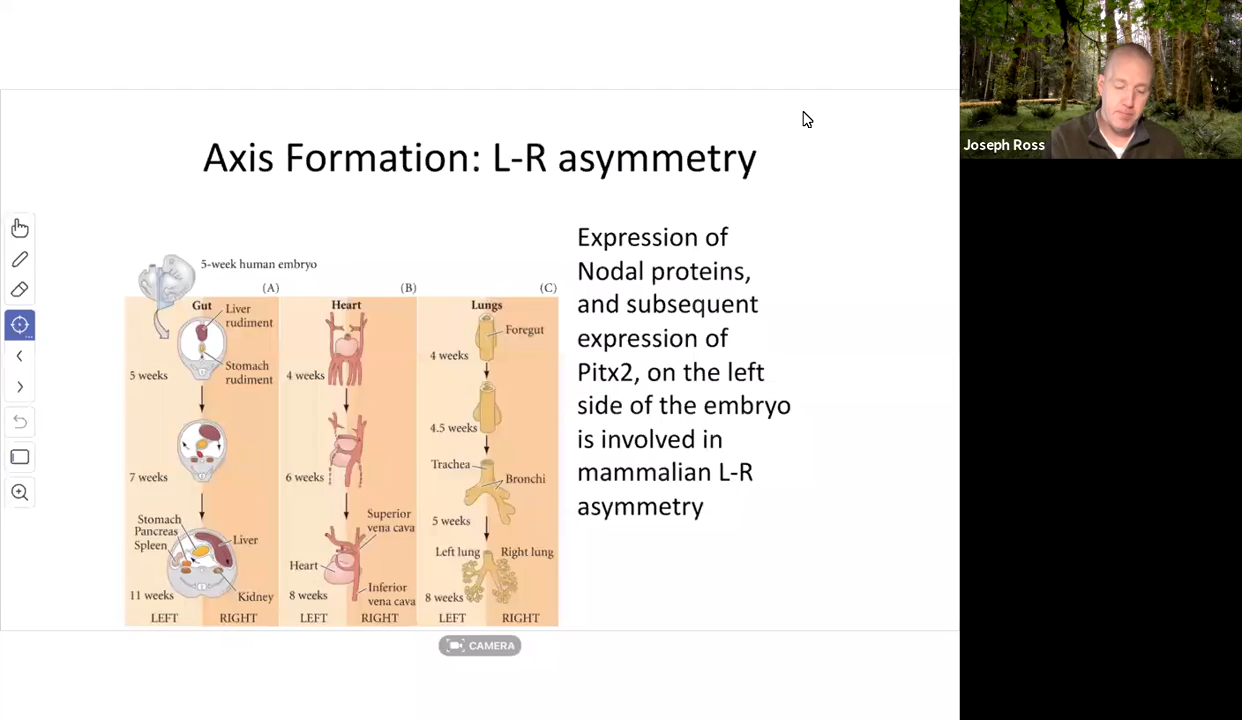 Joseph Ross
Axis Formation: L-R asymmetry
5-week human embryo
(A)
Gut
Liver
rudiment
Stomach
rudiment
5 weeks
7 weeks
Stomach
Pancreas
Spleen
Liver
Kidney
11 weeks
LEFT RIGHT
(B)
Heart
4 weeks
6 weeks
Superior
vena cava
Heart
Inferior
vena cava
8 weeks
LEFT RIGHT
(C)
Lungs
Foregut
4 weeks
4.5 weeks
Trachea
Bronchi
5 weeks
Left lung Right lung
8 weeks
LEFT RIGHT
Expression of
Nodal proteins,
and subsequent
expression of
Pitx2, on the left
side of the embryo
is involved in
mammalian L-R
asymmetry
CAMERA